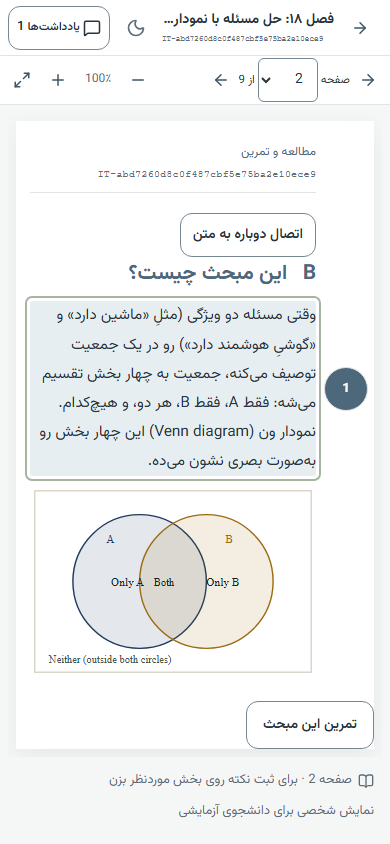 یادداشت‌ها 1
فصل ۱۸: حل مسئله با نمودار...
IT-abd7260d8c0f487cbf5e75ba2e10ece9
100٪
صفحه 2 از 9
مطالعه و تمرین
IT-abd7260d8c0f487cbf5e75ba2e10ece9
اتصال دوباره به متن
B این مبحث چیست؟
وقتی مسئله دو ویژگی (مثلِ «ماشین دارد» و
«گوشیِ هوشمند دارد») رو در یک جمعیت
توصیف می‌کنه، جمعیت به چهار بخش تقسیم
می‌شه: فقط A، فقط B، هر دو، و هیچ‌کدام.
نمودار ون (Venn diagram) این چهار بخش رو
به‌صورت بصری نشون می‌ده.
1
A
B
Only A
Both
Only B
Neither (outside both circles)
تمرین این مبحث
صفحه 2 · برای ثبت نکته روی بخش موردنظر بزن
نمایش شخصی برای دانشجوی آزمایشی